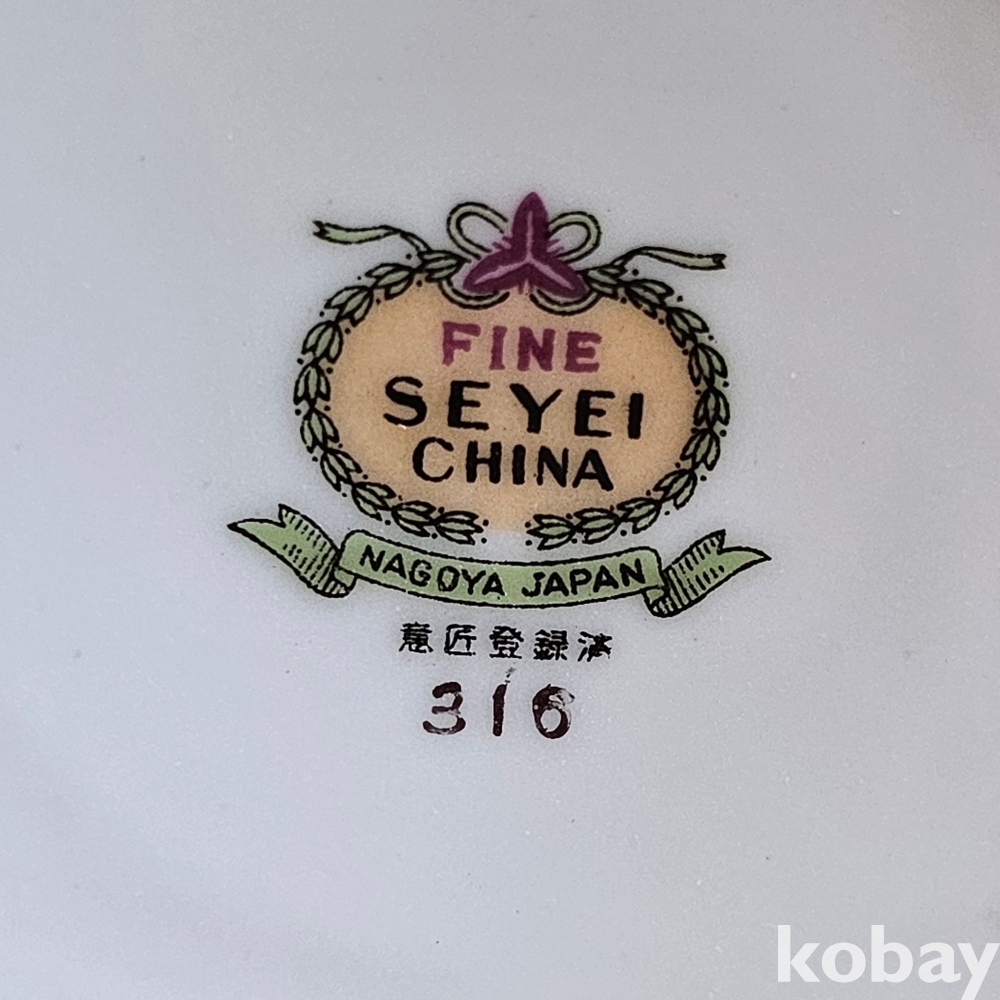 FINE
SEYEI
CHINA
NAGOYA JAPAN
意匠登録済
316
kobay